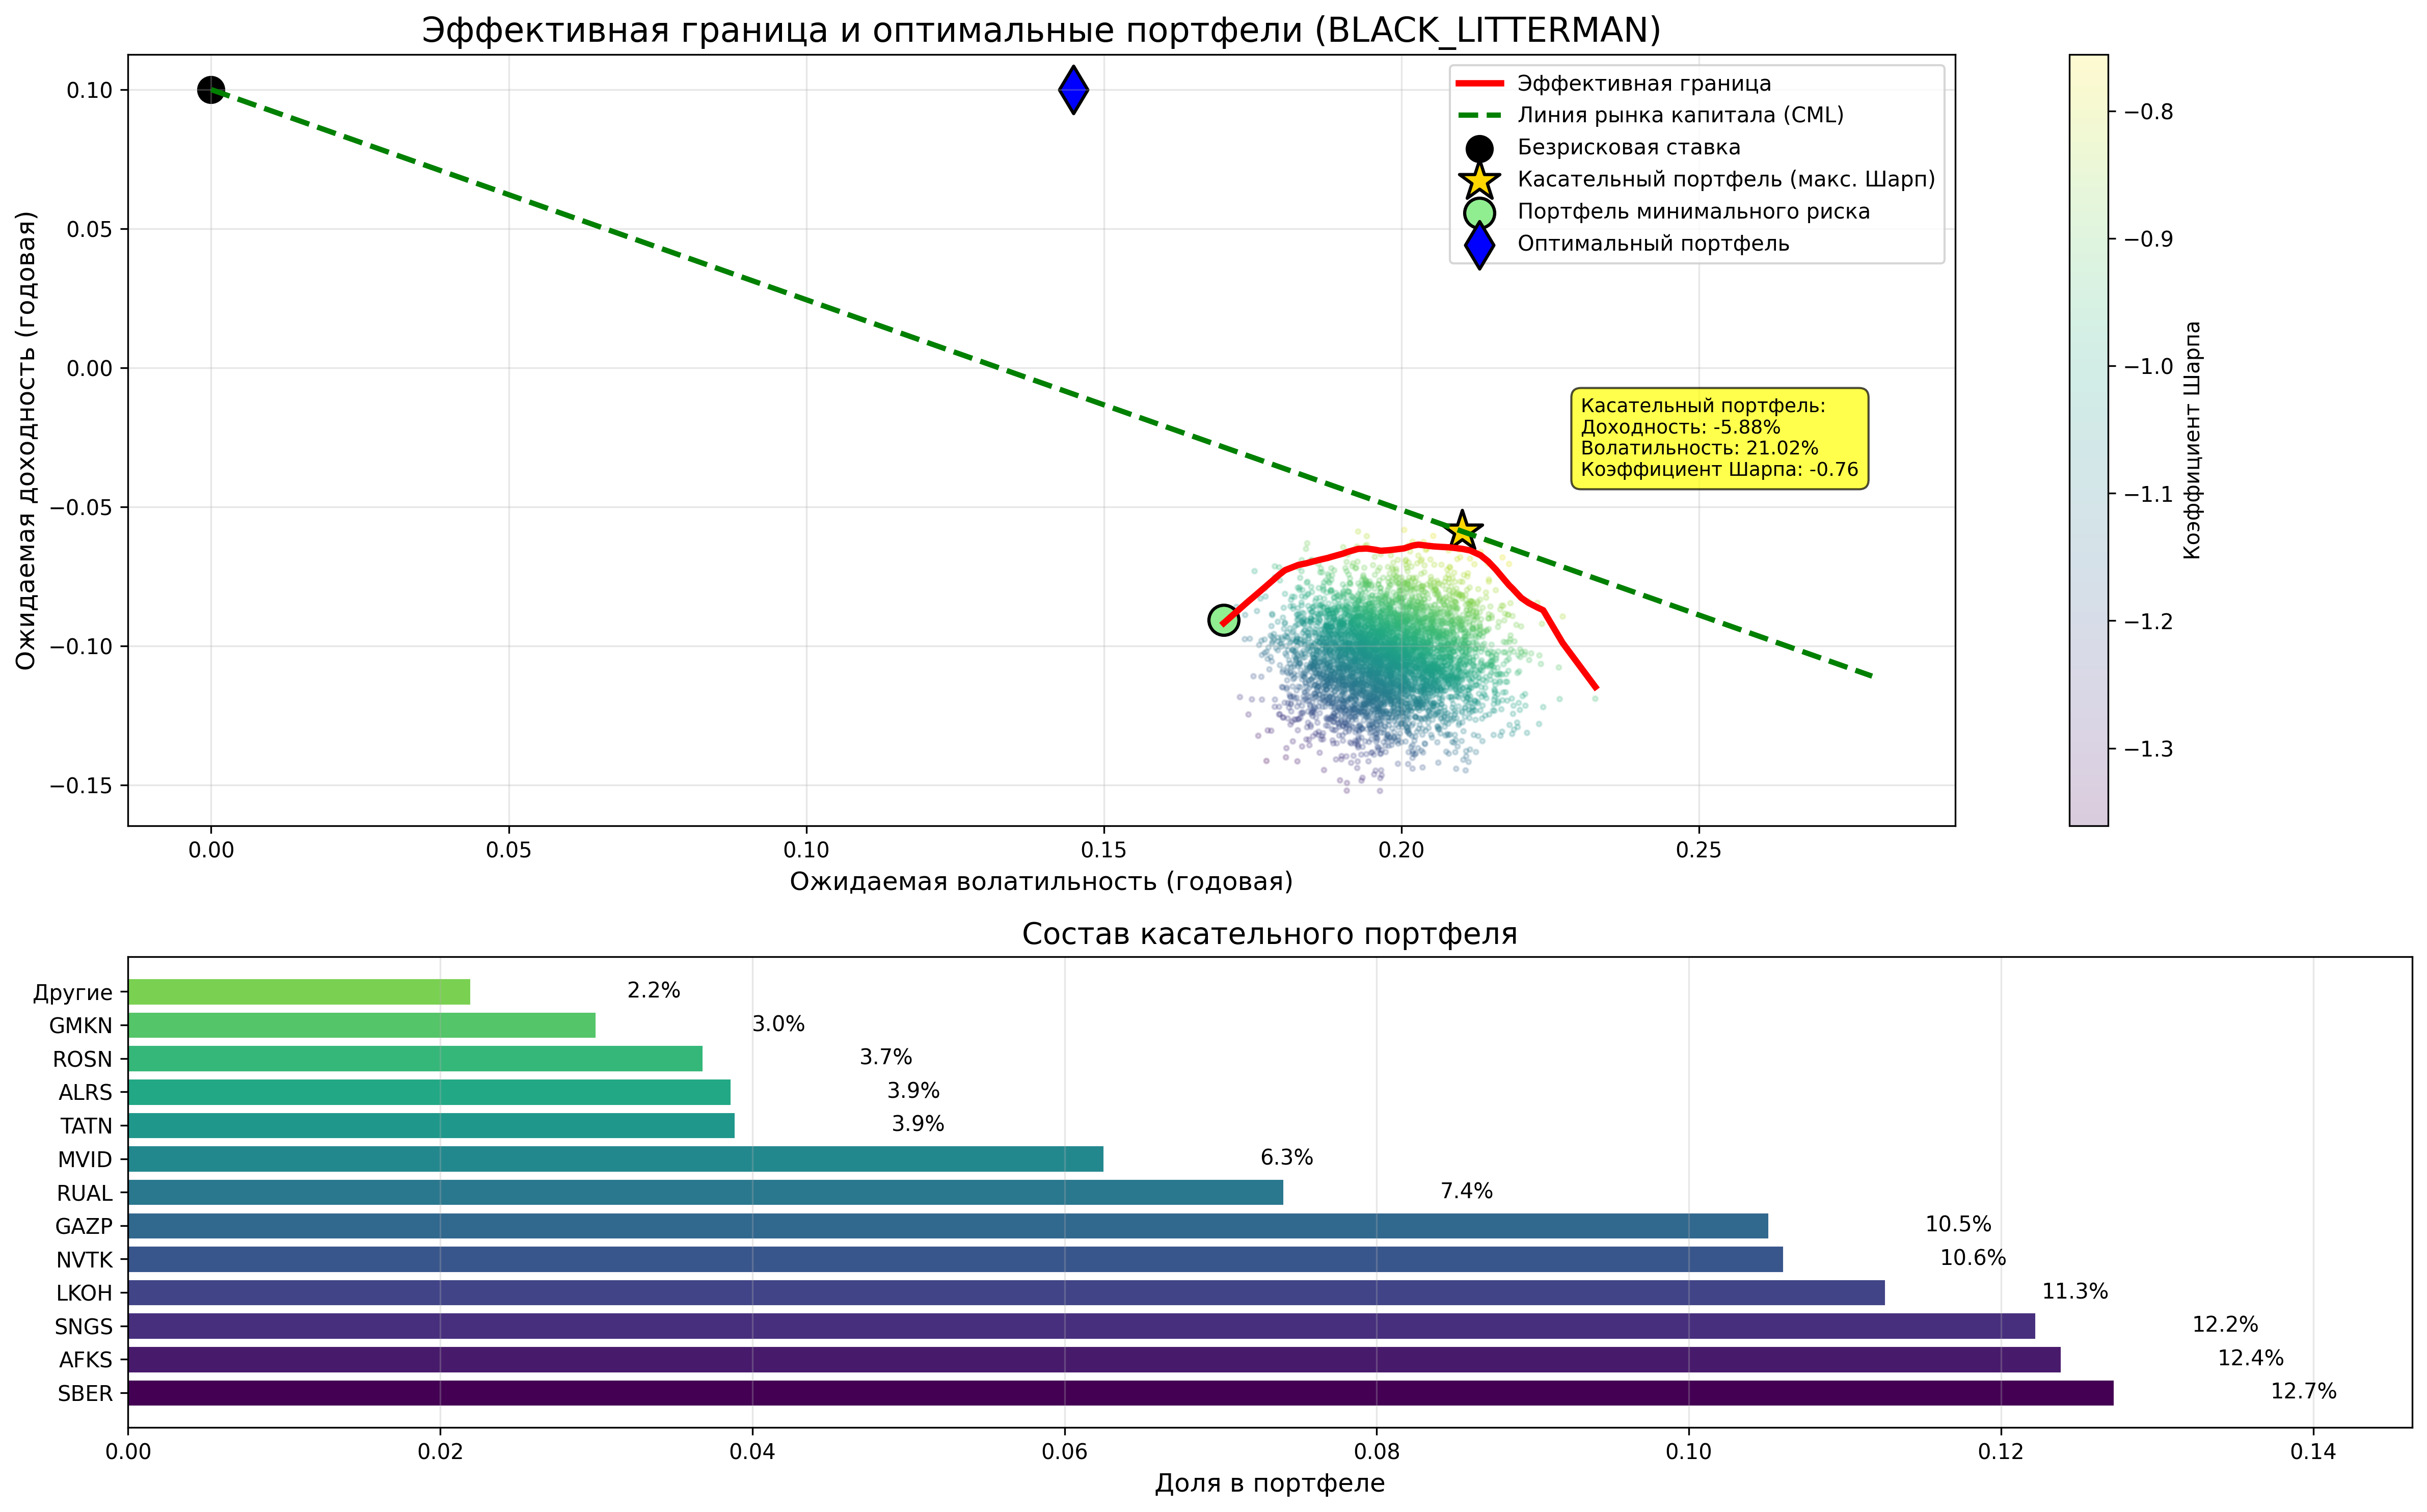 Эффективная граница и оптимальные портфели (BLACK_LITTERMAN)
Ожидаемая доходность (годовая)
0.10
0.05
0.00
−0.05
−0.10
−0.15
Эффективная граница
Линия рынка капитала (CML)
Безрисковая ставка
Касательный портфель (макс. Шарп)
Портфель минимального риска
Оптимальный портфель
Касательный портфель:
Доходность: -5.88%
Волатильность: 21.02%
Коэффициент Шарпа: -0.76
0.00
0.05
0.10
0.15
0.20
0.25
Ожидаемая волатильность (годовая)
−0.8
−0.9
−1.0
−1.1
−1.2
−1.3
Коэффициент Шарпа
Состав касательного портфеля
Другие 2.2%
GMKN 3.0%
ROSN 3.7%
ALRS 3.9%
TATN 3.9%
MVID 6.3%
RUAL 7.4%
GAZP 10.5%
NVTK 10.6%
LKOH 11.3%
SNGS 12.2%
AFKS 12.4%
SBER 12.7%
0.00
0.02
0.04
0.06
0.08
0.10
0.12
0.14
Доля в портфеле